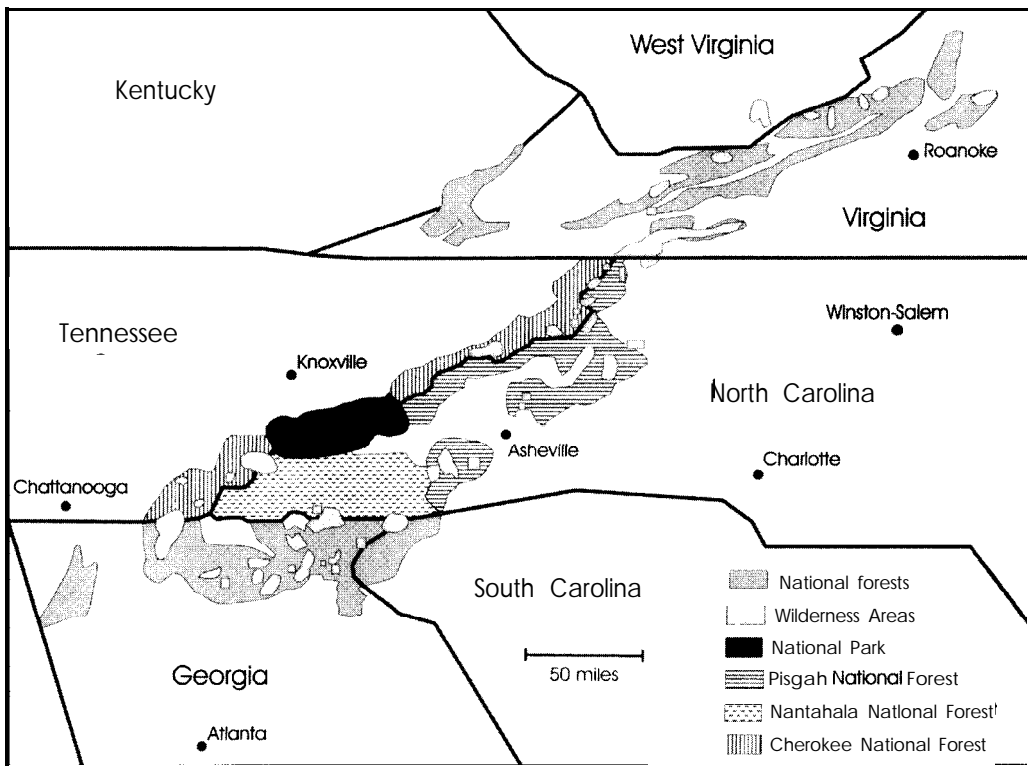 West Virginia
Kentucky
Roanoke
Virginia
Winston-Salem
Tennessee
Knoxville
North Carolina
Asheville
Charlotte
Chattanooga
South Carolina
National forests
Wilderness Areas
National Park
50 miles
Pisgah National Forest
Georgia
Nantahala National Forest
Atlanta
Cherokee National Forest